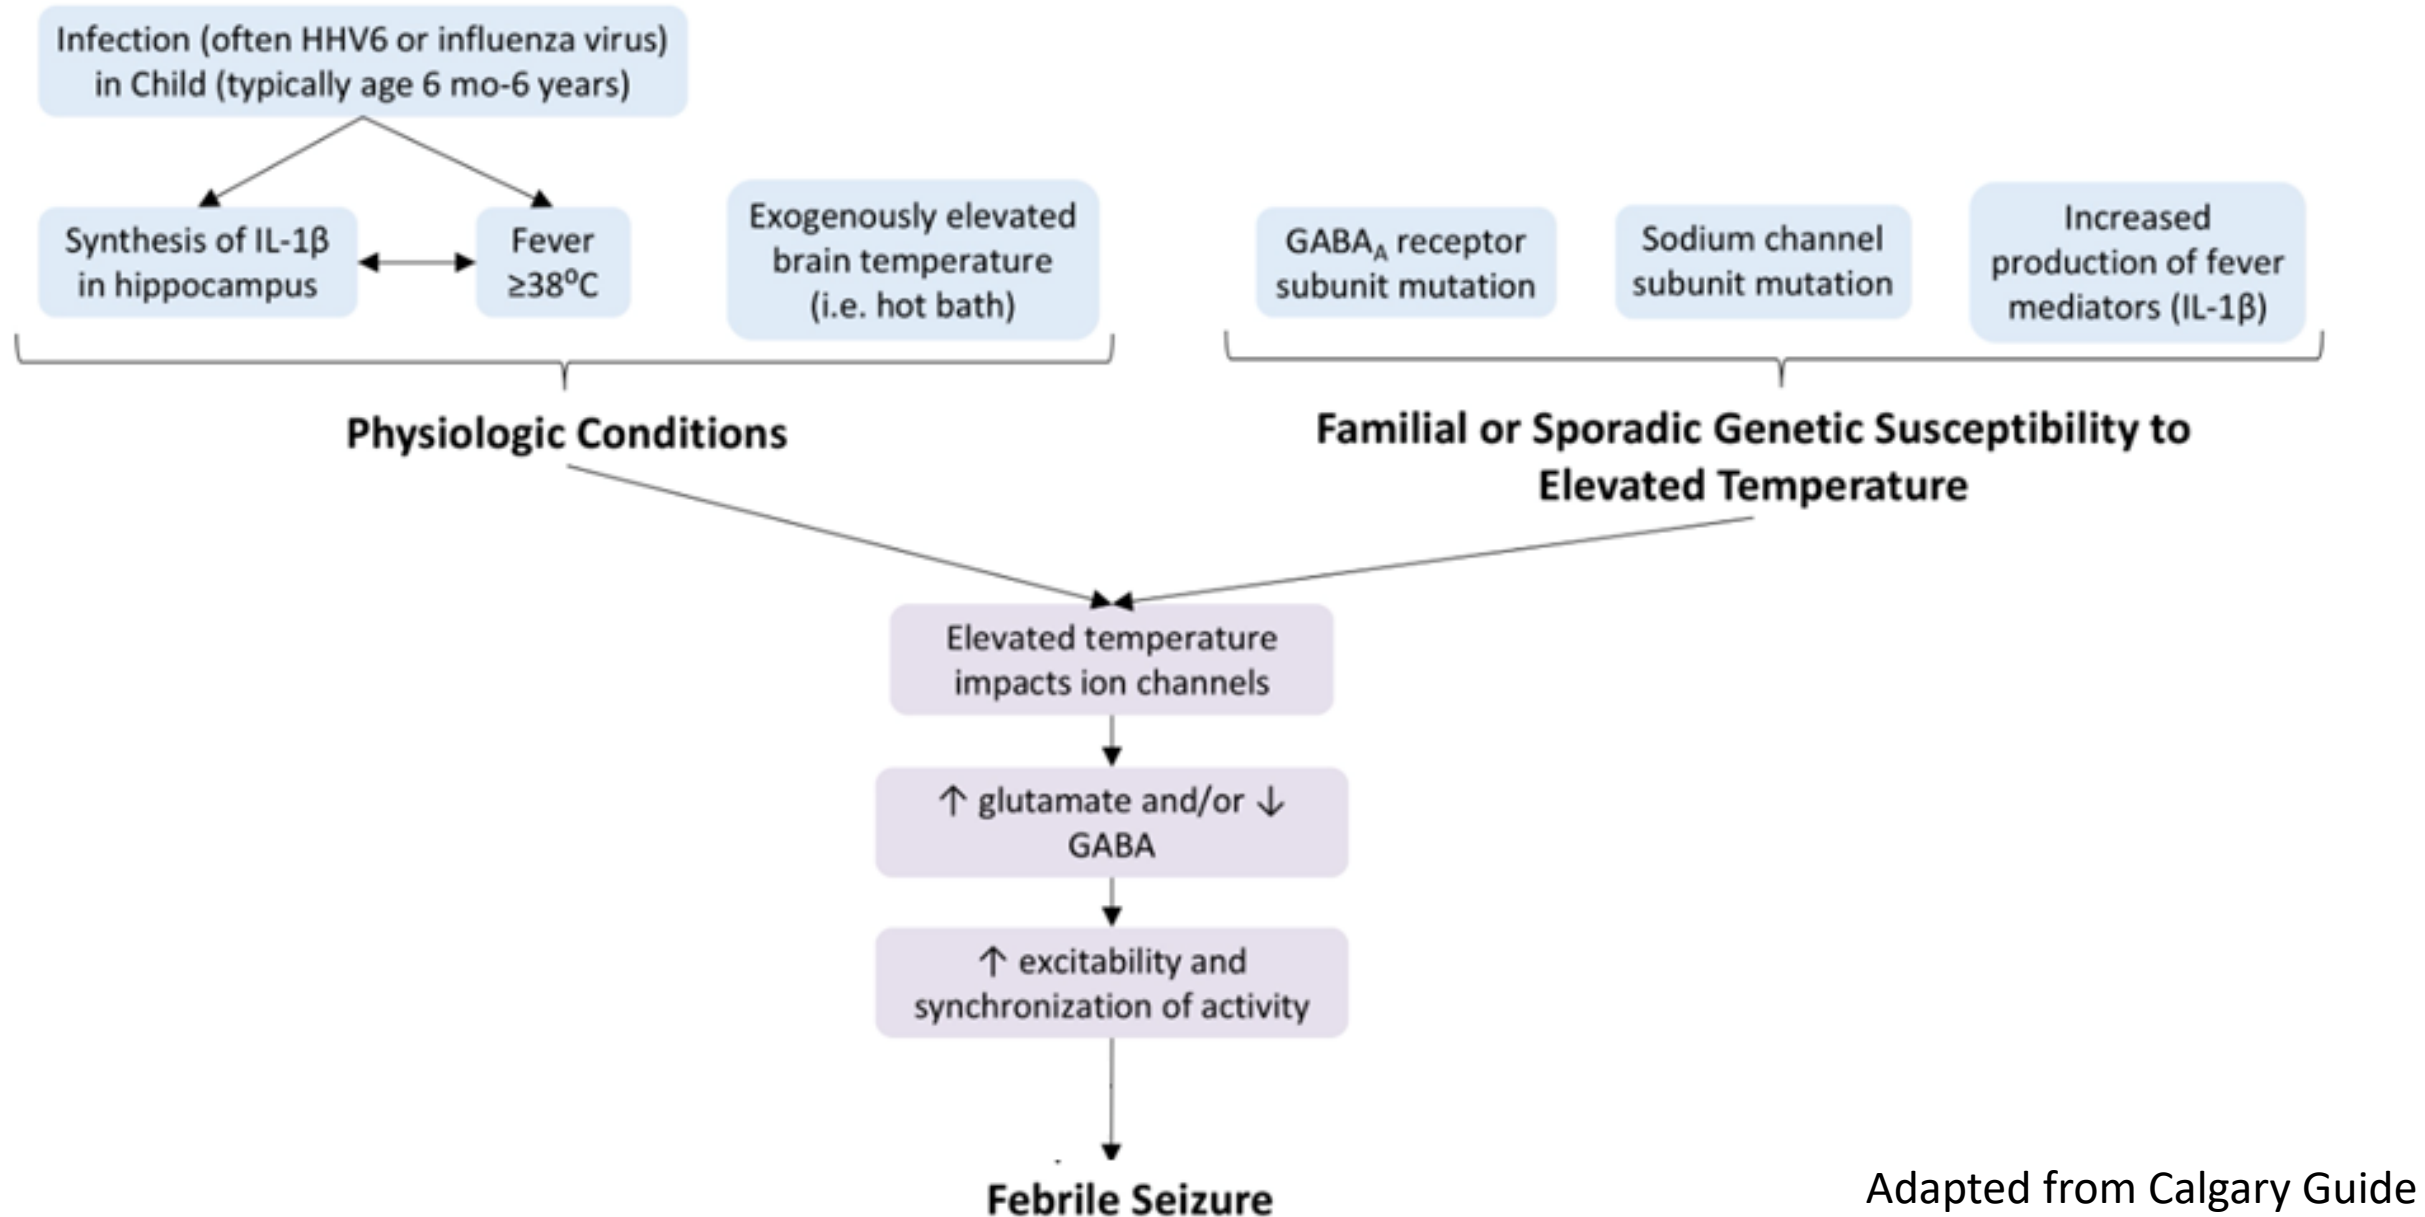 Infection (often HHV6 or influenza virus)
in Child (typically age 6 mo-6 years)
Synthesis of IL-1β
in hippocampus
Fever
≥38⁰C
Exogenously elevated
brain temperature
(i.e. hot bath)
GABA_A receptor
subunit mutation
Sodium channel
subunit mutation
Increased
production of fever
mediators (IL-1β)
Physiologic Conditions
Familial or Sporadic Genetic Susceptibility to
Elevated Temperature
Elevated temperature
impacts ion channels
↑ glutamate and/or ↓
GABA
↑ excitability and
synchronization of activity
Febrile Seizure
Adapted from Calgary Guide